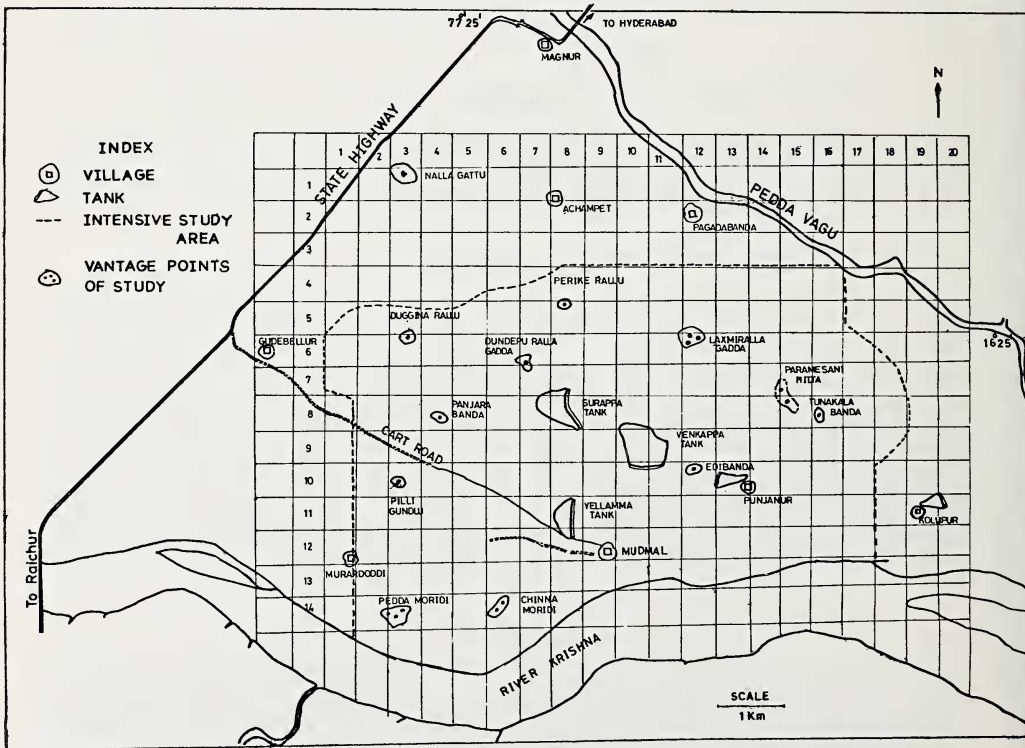 77°25'
TO HYDERABAD
MAGNUR
N
STATE HIGHWAY
INDEX
VILLAGE
TANK
INTENSIVE STUDY
AREA
VANTAGE POINTS
OF STUDY
1 2 3 4 5 6 7 8 9 10 11 12 13 14 15 16 17 18 19 20
1
2
3
4
5
6
7
8
9
10
11
12
13
14
NALLA GATTU
ACHAMPET
PAGADABANDA
PEDDA VAGU
PERIKE RALLU
DUGGINA RALLU
GUDEBELLUR
DUNDEPU RALLA
GADDA
LAXMIRALLA
GADDA
1625
PARAMESANI
MITTA
TUNAKALA
BANDA
PANJARA
BANDA
SURAPPA
TANK
VENKAPPA
TANK
CART ROAD
EDIBANDA
PUNJANUR
PILLI
GUNDLU
YELLAMMA
TANK
KOLUPUR
MUDMAL
MURARDODDI
To Raichur
PEDDA MORIDI
CHINNA
MORIDI
RIVER KRISHNA
SCALE
1 Km